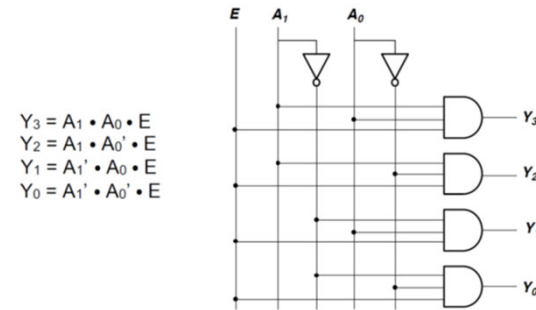 E A₁ A₀
Y₃ = A₁ • A₀ • E
Y₂ = A₁ • A₀' • E
Y₁ = A₁' • A₀ • E
Y₀ = A₁' • A₀' • E
Y₃
Y₂
Y
Y₀